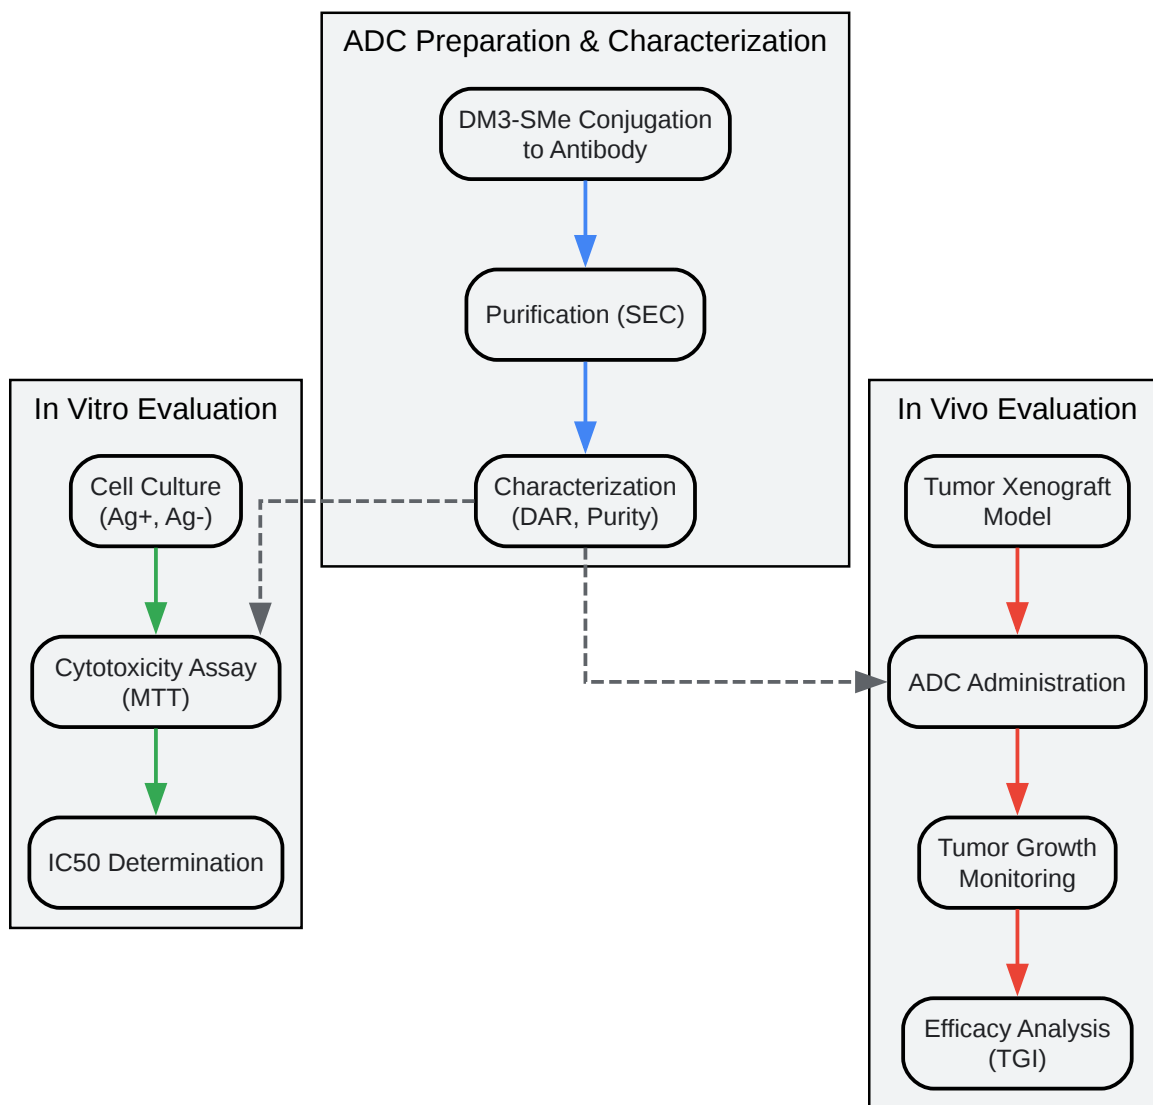 ADC Preparation & Characterization
DM3-SMe Conjugation
to Antibody
Purification (SEC)
Characterization
(DAR, Purity)
In Vitro Evaluation
Cell Culture
(Ag+, Ag-)
Cytotoxicity Assay
(MTT)
IC50 Determination
In Vivo Evaluation
Tumor Xenograft
Model
ADC Administration
Tumor Growth
Monitoring
Efficacy Analysis
(TGI)